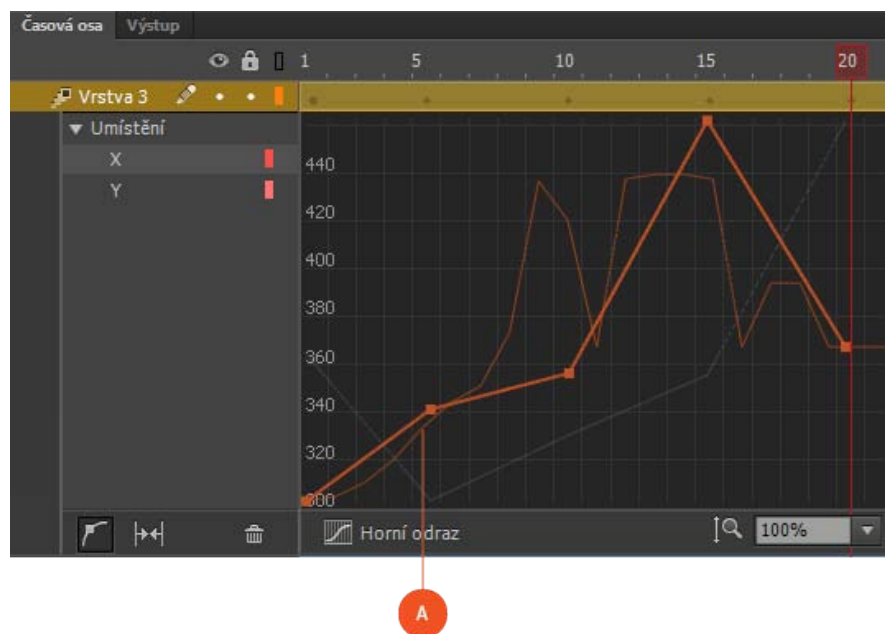 Časová osa Výstup
1 5 10 15 20
Vrstva 3
Umístění
X
Y
440
420
400
380
360
340
320
300
Horní odraz 100%
A